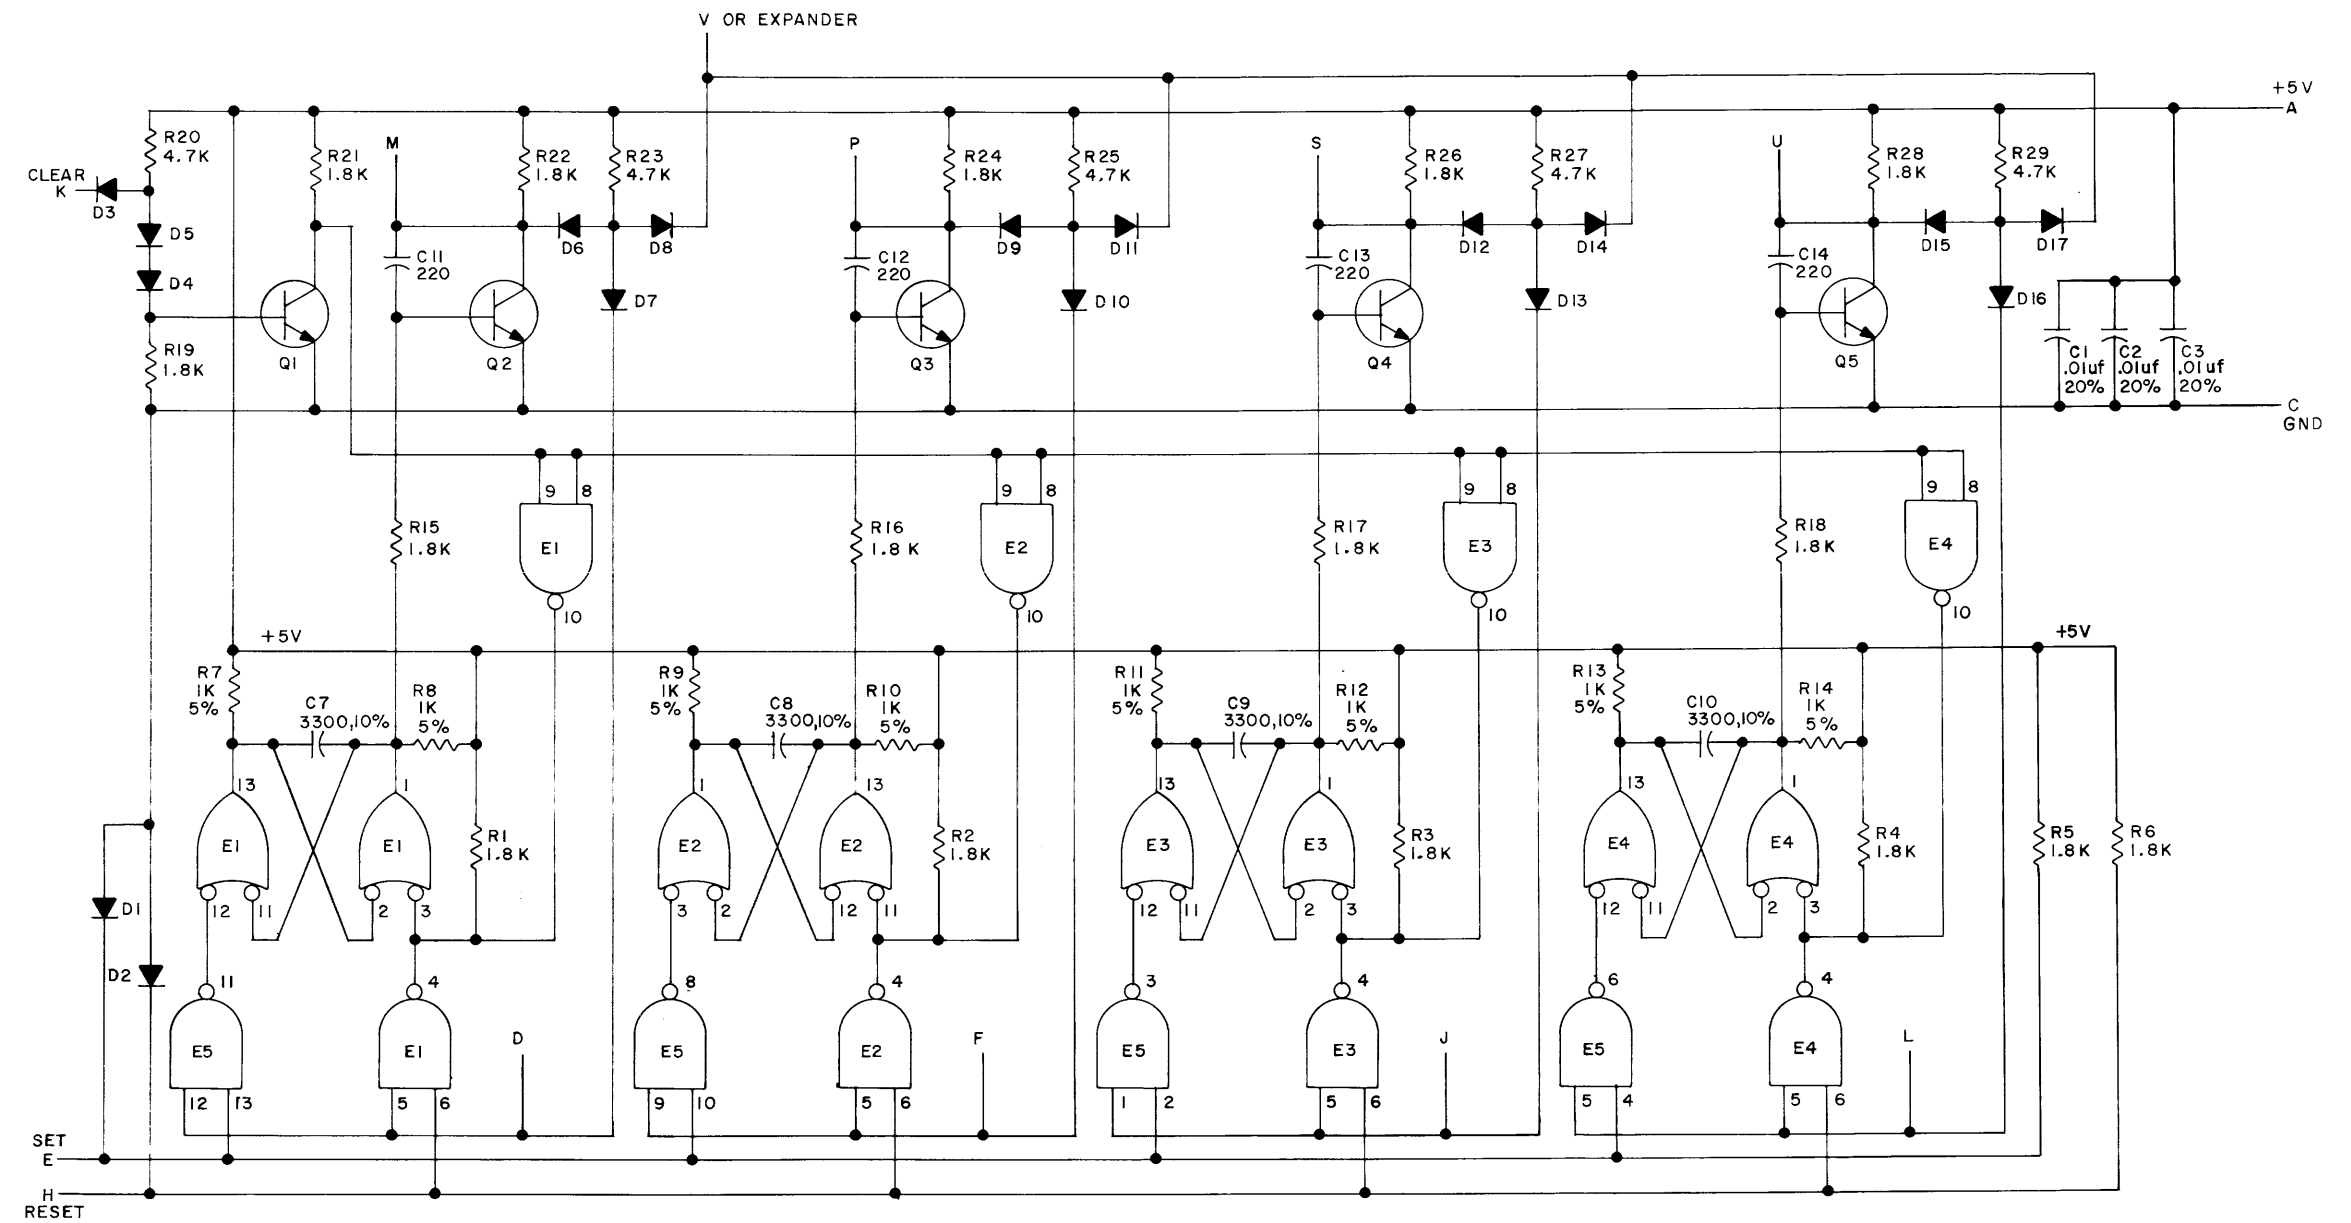 V OR EXPANDER
+5V
A
R20
4.7K
R21
1.8K
M
R22
1.8K
R23
4.7K
P
R24
1.8K
R25
4.7K
S
R26
1.8K
R27
4.7K
U
R28
1.8K
R29
4.7K
CLEAR
K
D3
D5
D4
D6
D8
D9
D11
D12
D14
D15
D17
C11
220
C12
220
C13
220
C14
220
D7
D10
D13
D16
R19
1.8K
Q1
Q2
Q3
Q4
Q5
C1
.01uf
20%
C2
.01uf
20%
C3
.01uf
20%
C
GND
9 8
9 8
9 8
9 8
R15
1.8K
E1
R16
1.8K
E2
R17
1.8K
E3
R18
1.8K
E4
10
10
10
10
+5V
+5V
R7
1K
5%
C7
3300,10%
R8
1K
5%
R9
1K
5%
C8
3300,10%
R10
1K
5%
R11
1K
5%
C9
3300,10%
R12
1K
5%
R13
1K
5%
C10
3300,10%
R14
1K
5%
13
1
1
13
13
1
13
1
E1
E1
R1
1.8K
E2
E2
R2
1.8K
E3
E3
R3
1.8K
E4
E4
R4
1.8K
R5
1.8K
R6
1.8K
D1
12 11
2 3
3 2
12 11
12 11
2 3
12 11
2 3
D2
11
4
8
4
3
4
6
4
E5
E1
D
E5
E2
F
E5
E3
J
E5
E4
L
12 13
5 6
9 10
5 6
1 2
5 6
5 4
5 6
SET
E
H
RESET